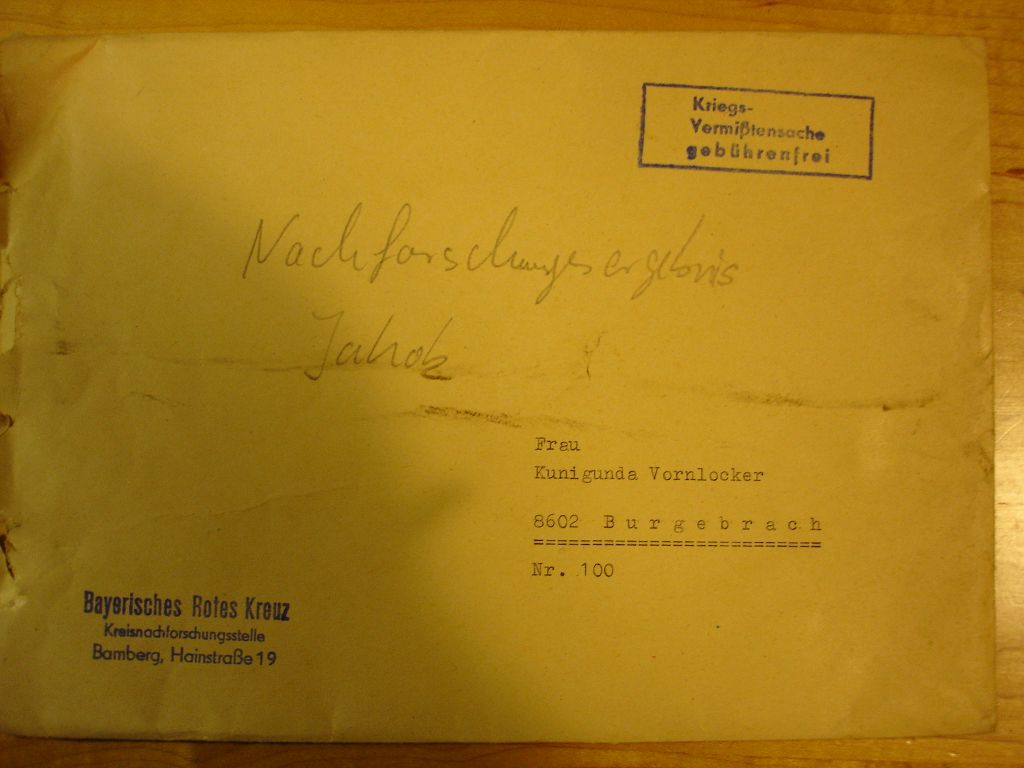 Kriegs-
Vermißtensache
gebührenfrei
Nachforschungsergebnis
Jakob
Frau
Kunigunda Vornlocker
8602 Burgebrach
=========================
Nr. 100
Bayerisches Rotes Kreuz
Kreisnachforschungsstelle
Bamberg, Hainstraße 19